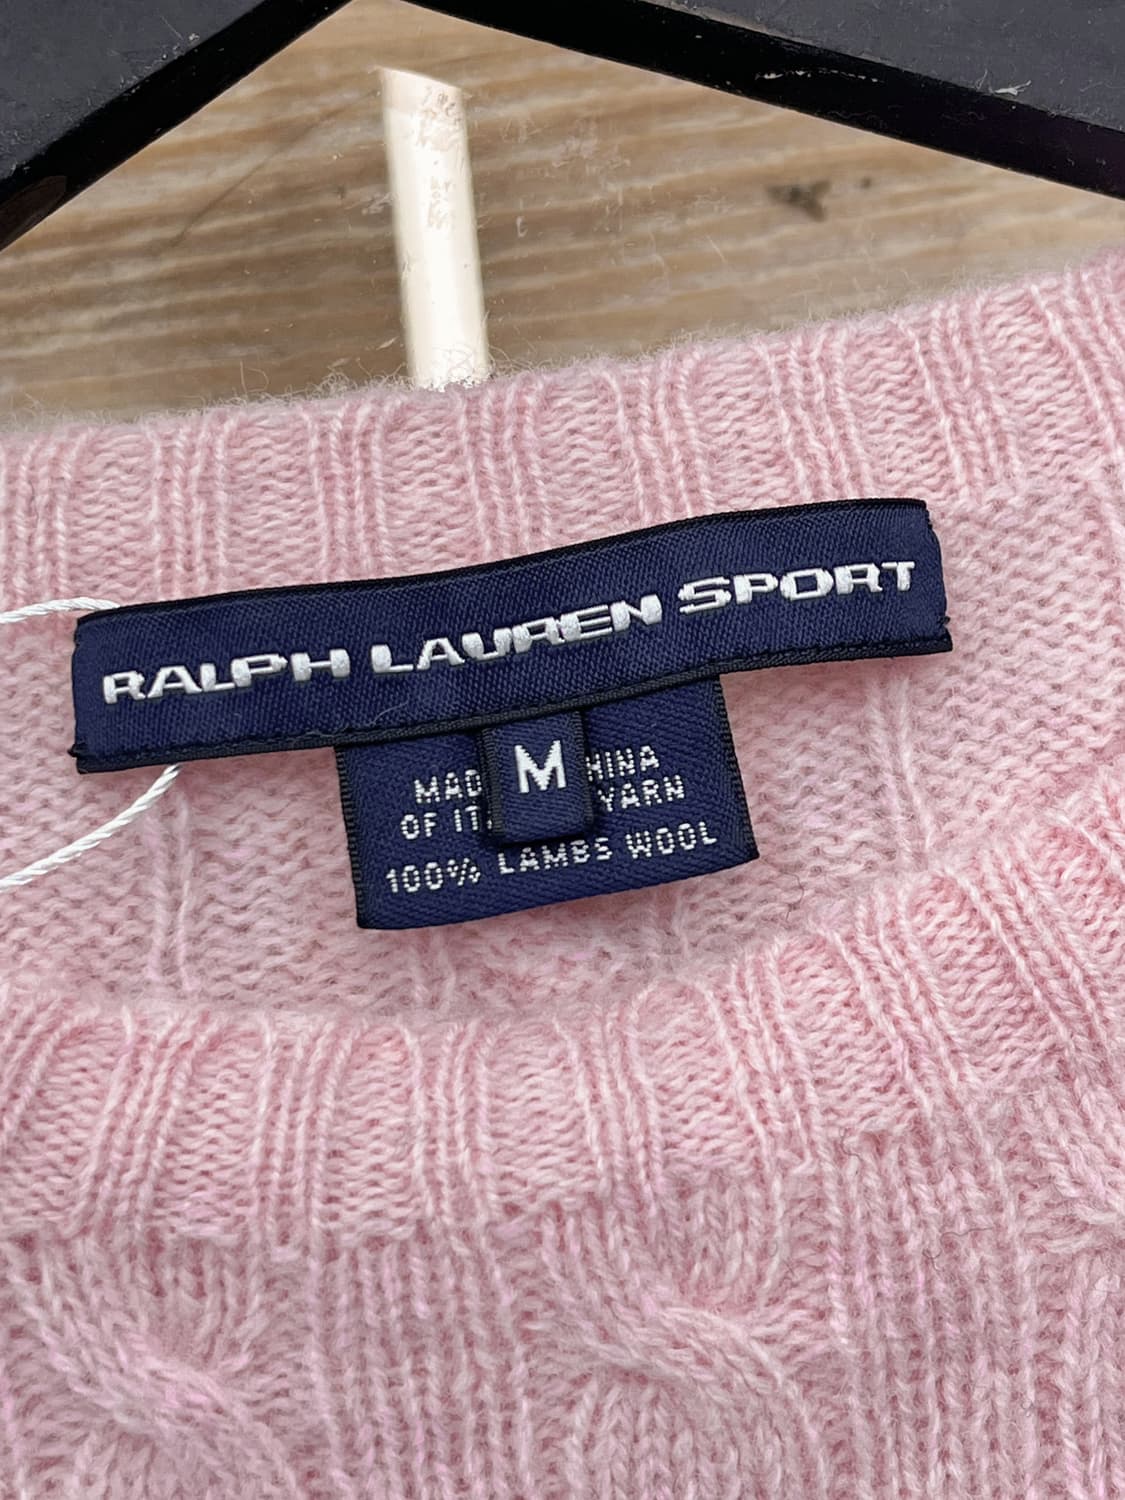 RALPH LAUREN SPORT
M
MAD HINA
OF IT YARN
100% LAMBS WOOL